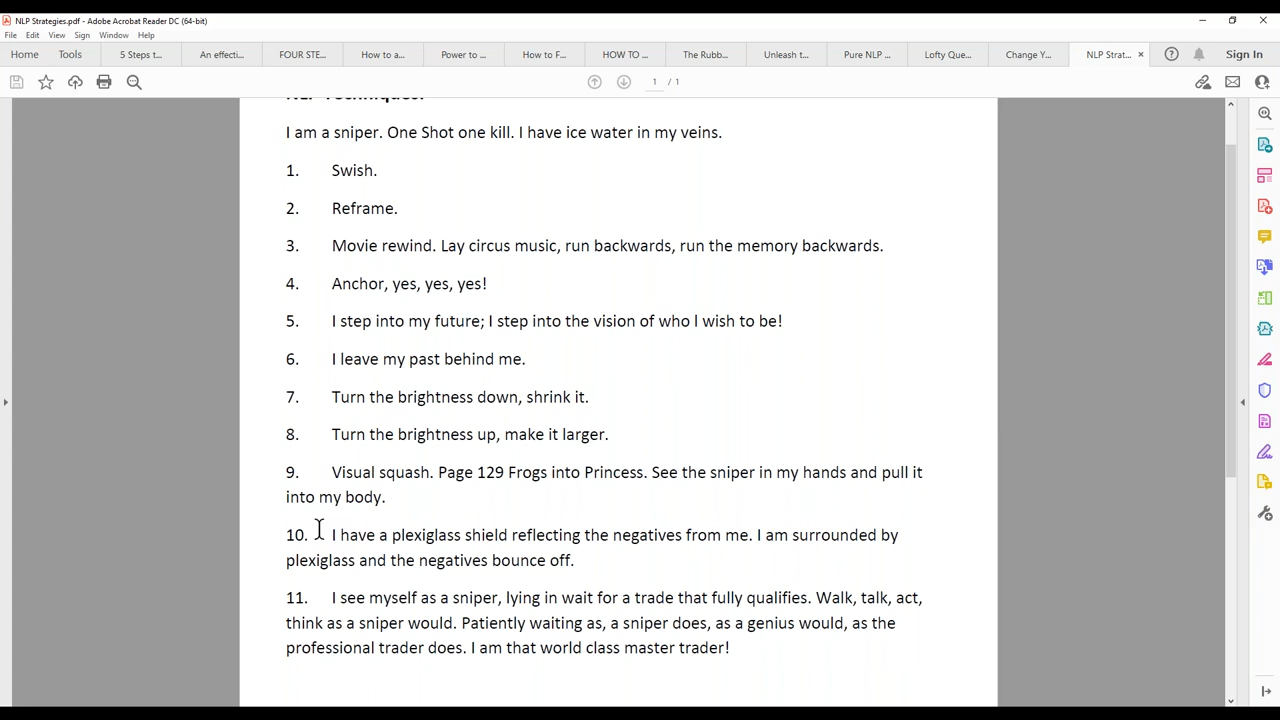 NLP Strategies.pdf - Adobe Acrobat Reader DC (64-bit)
File Edit View Sign Window Help
Home Tools 5 Steps t... An effecti... FOUR STE... How to a... Power to ... How to F... HOW TO ... The Rubb... Unleash t... Pure NLP ... Lofty Que... Change Y... NLP Strat... × Sign In
1 / 1
NLP Techniques.
I am a sniper. One Shot one kill. I have ice water in my veins.
1. Swish.
2. Reframe.
3. Movie rewind. Lay circus music, run backwards, run the memory backwards.
4. Anchor, yes, yes, yes!
5. I step into my future; I step into the vision of who I wish to be!
6. I leave my past behind me.
7. Turn the brightness down, shrink it.
8. Turn the brightness up, make it larger.
9. Visual squash. Page 129 Frogs into Princess. See the sniper in my hands and pull it
into my body.
10. I have a plexiglass shield reflecting the negatives from me. I am surrounded by
plexiglass and the negatives bounce off.
11. I see myself as a sniper, lying in wait for a trade that fully qualifies. Walk, talk, act,
think as a sniper would. Patiently waiting as, a sniper does, as a genius would, as the
professional trader does. I am that world class master trader!